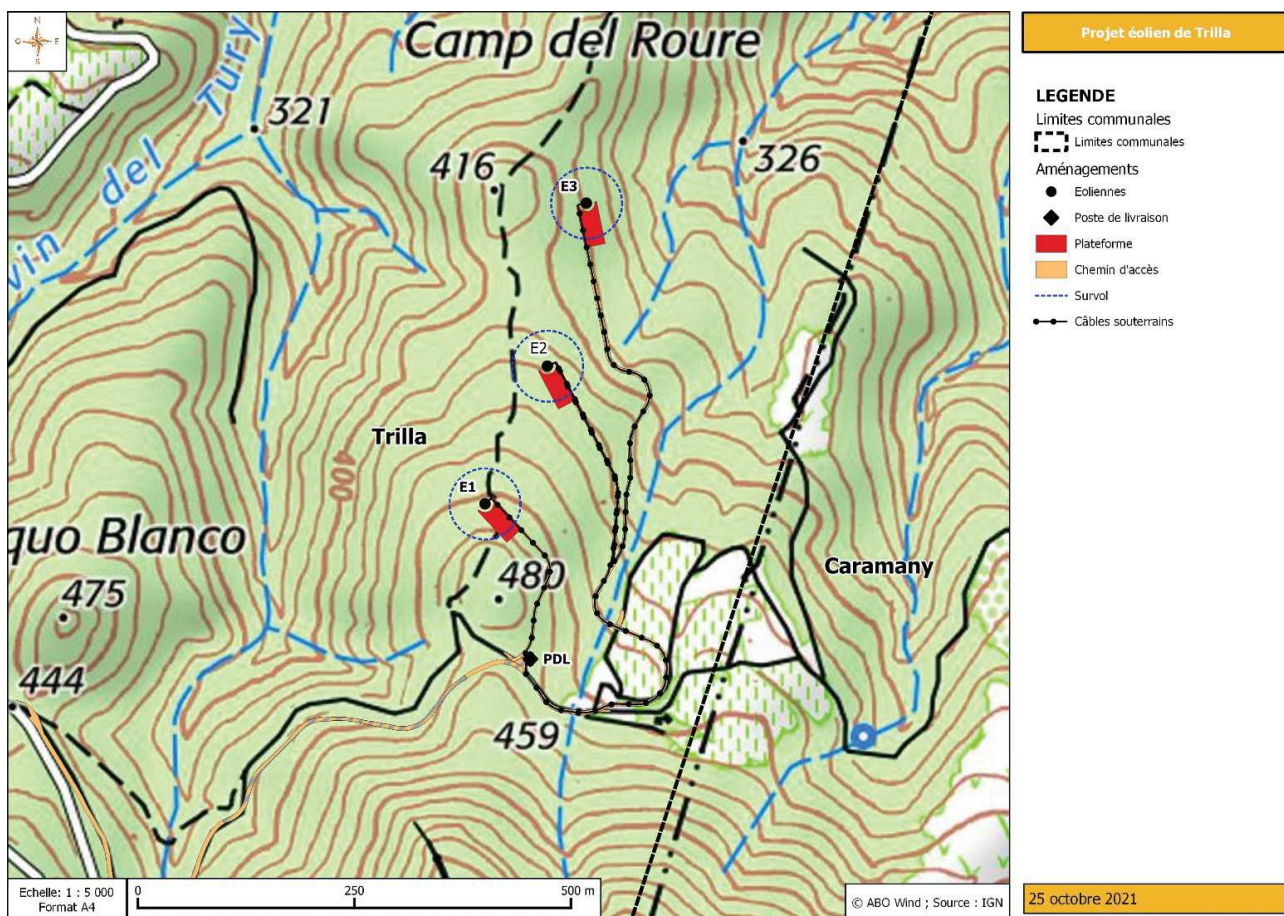 N
O
E
S
Camp del Roure
Tury
del
vin
321
416
326
E3
E2
Trilla
400
E1
quo Blanco
475
480
444
PDL
459
Caramany
Echelle: 1 : 5 000
Format A4
0
250
500 m
© ABO Wind ; Source : IGN
Projet éolien de Trilla
LEGENDE
Limites communales
Limites communales
Aménagements
Eoliennes
Poste de livraison
Plateforme
Chemin d'accès
Survol
Câbles souterrains
25 octobre 2021